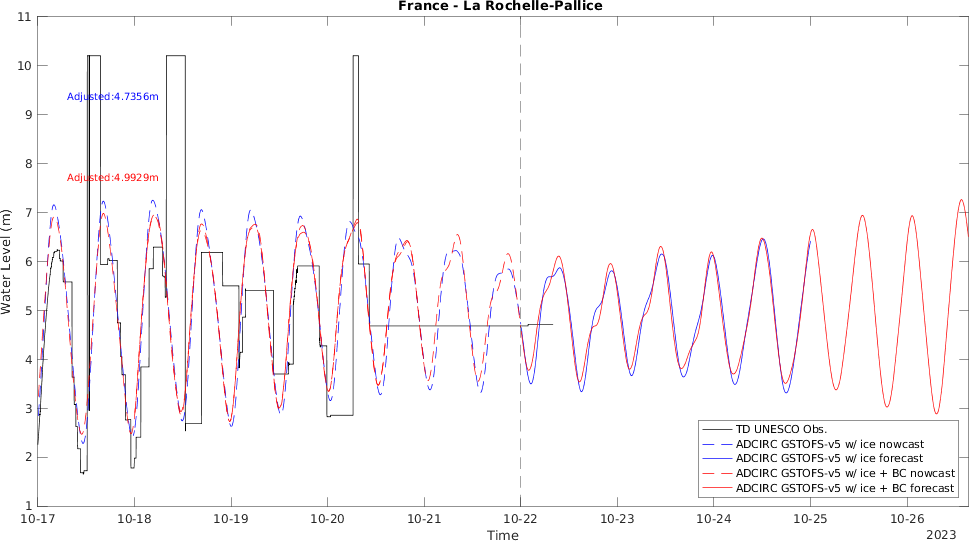 France - La Rochelle-Pallice
11
10
9
8
7
6
5
4
3
2
1
Water Level (m)
Adjusted:4.7356m
Adjusted:4.9929m
TD UNESCO Obs.
ADCIRC GSTOFS-v5 w/ ice nowcast
ADCIRC GSTOFS-v5 w/ ice forecast
ADCIRC GSTOFS-v5 w/ ice + BC nowcast
ADCIRC GSTOFS-v5 w/ ice + BC forecast
10-17 10-18 10-19 10-20 10-21 10-22 10-23 10-24 10-25 10-26
Time
2023